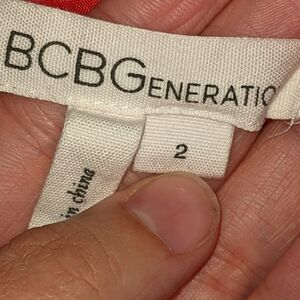 BCBGENERATIO
2
in china